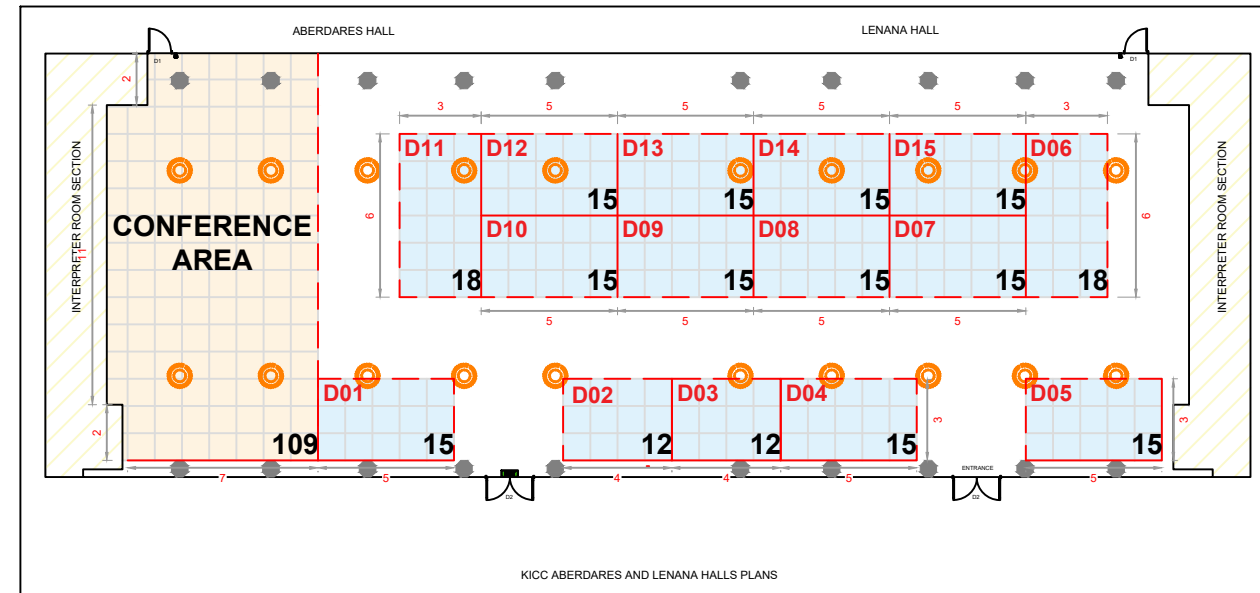 ABERDARES HALL
LENANA HALL
D1
D1
2
3
5
5
5
5
3
D11
D12
D13
D14
D15
D06
INTERPRETER ROOM SECTION
11
CONFERENCE
AREA
6
15
15
15
15
6
INTERPRETER ROOM SECTION
D10
D09
D08
D07
18
15
15
15
15
18
5
5
5
5
D01
D02
D03
D04
D05
2
3
3
109
15
12
12
15
15
ENTRANCE
7
5
4
4
5
5
D2
D2
KICC ABERDARES AND LENANA HALLS PLANS